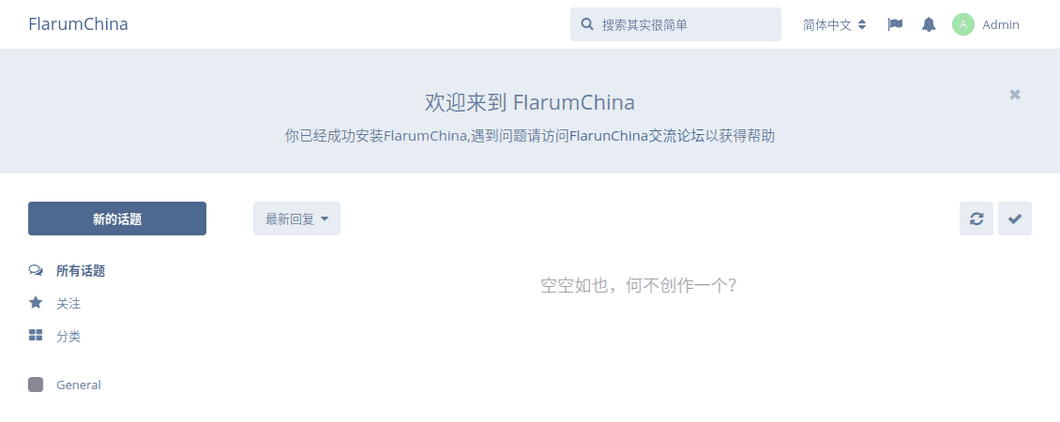 FlarumChina
搜索其实很简单
简体中文
A
Admin
欢迎来到 FlarumChina
你已经成功安装FlarumChina,遇到问题请访问FlarunChina交流论坛以获得帮助
新的话题
最新回复
所有话题
空空如也，何不创作一个？
关注
分类
General